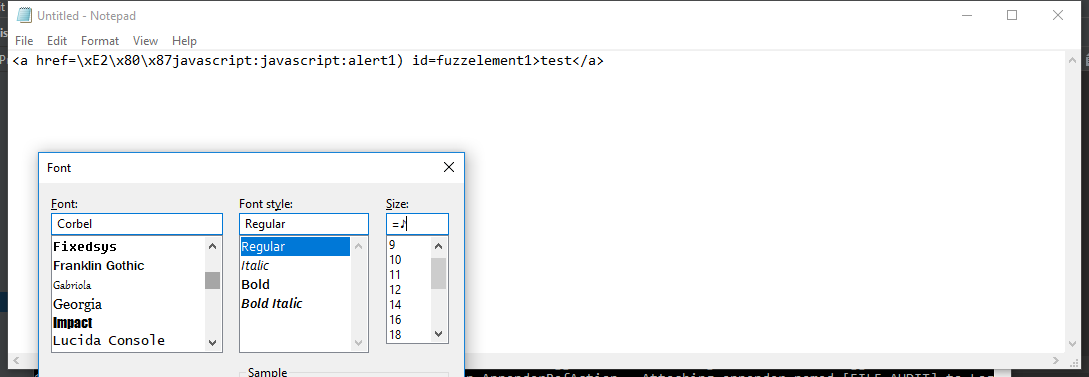 Untitled - Notepad
File Edit Format View Help
<a href=\xE2\x80\x87javascript:javascript:alert1) id=fuzzelement1>test</a>
Font
Font: Font style: Size:
Corbel Regular =♪
Fixedsys Regular 9
Franklin Gothic Italic 10
Gabriola Bold 11
Georgia Bold Italic 12
Impact 14
Lucida Console 16
18
Sample
AppenderRefAction - Attaching appender named [FILE_AUDIT] to Log